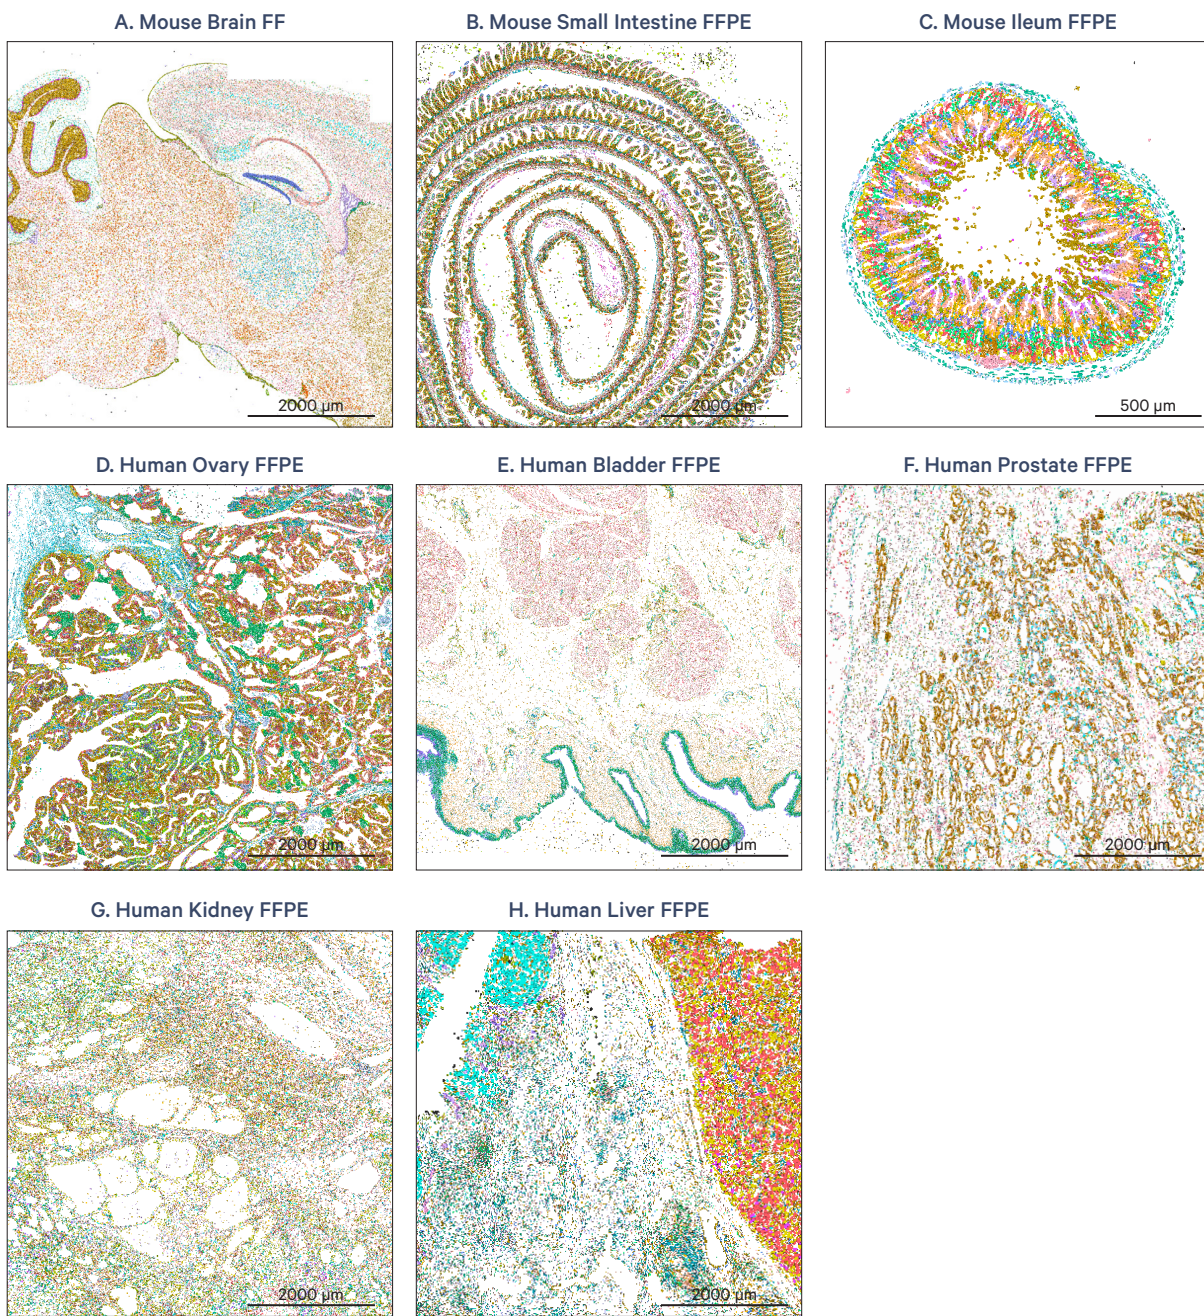 A. Mouse Brain FF
B. Mouse Small Intestine FFPE
C. Mouse Ileum FFPE
2000 µm
2000 µm
500 µm
D. Human Ovary FFPE
E. Human Bladder FFPE
F. Human Prostate FFPE
2000 µm
2000 µm
2000 µm
G. Human Kidney FFPE
H. Human Liver FFPE
2000 µm
2000 µm